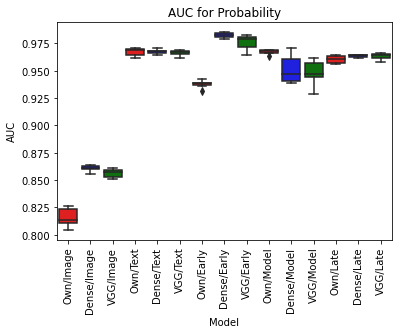 AUC for Probability
AUC
0.975
0.950
0.925
0.900
0.875
0.850
0.825
0.800
Own/Image
Dense/Image
VGG/Image
Own/Text
Dense/Text
VGG/Text
Own/Early
Dense/Early
VGG/Early
Own/Model
Dense/Model
VGG/Model
Own/Late
Dense/Late
VGG/Late
Model